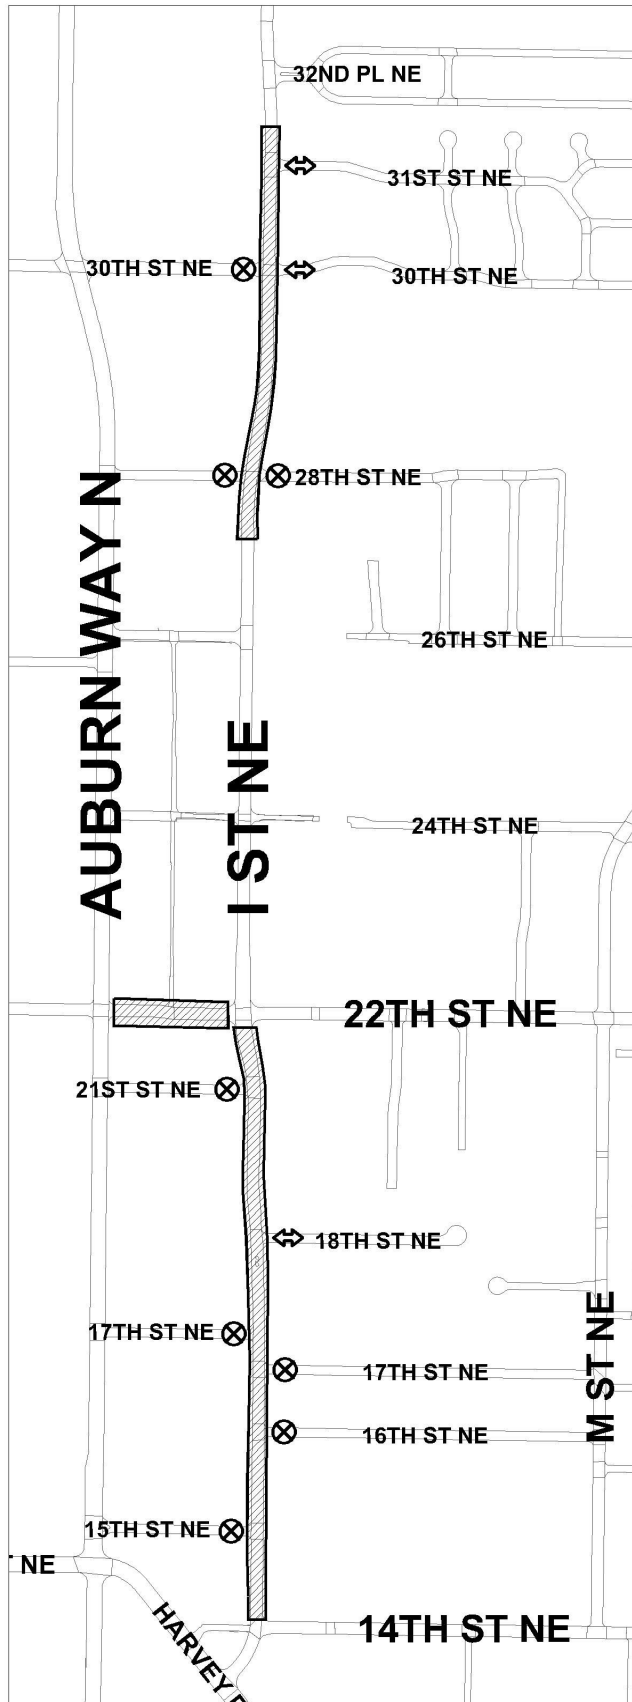 32ND PL NE
31ST ST NE
30TH ST NE
30TH ST NE
28TH ST NE
AUBURN WAY N
26TH ST NE
I ST NE
24TH ST NE
22TH ST NE
21ST ST NE
18TH ST NE
17TH ST NE
17TH ST NE
M ST NE
16TH ST NE
15TH ST NE
NE
14TH ST NE
HARVEY